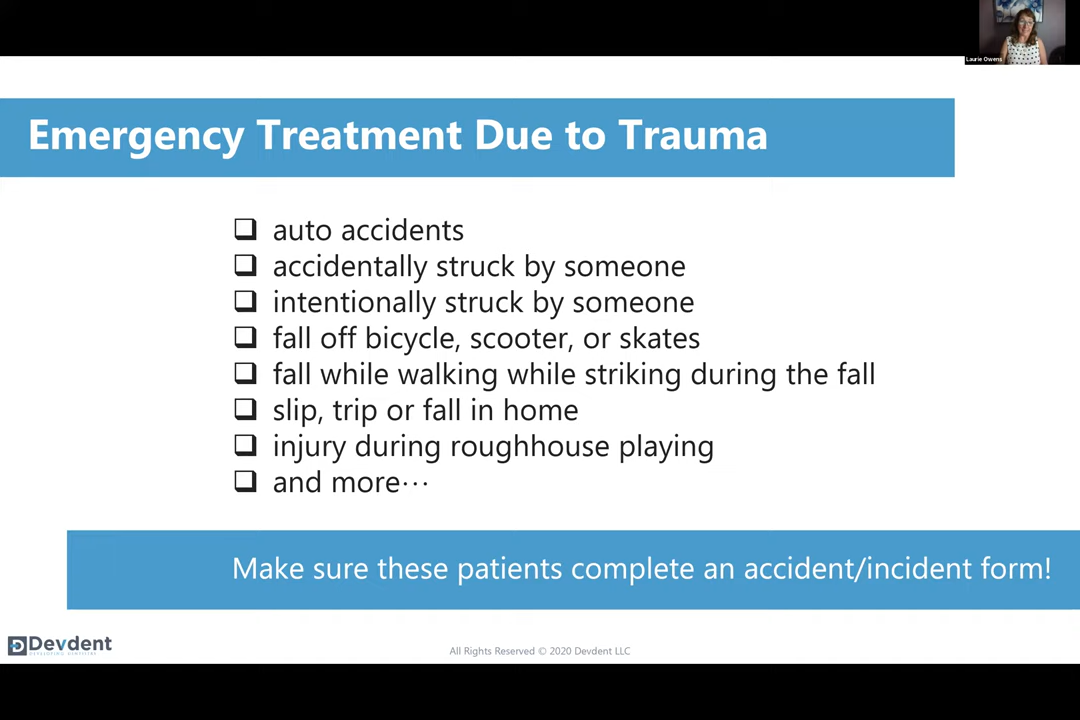 Laurie Owens
Emergency Treatment Due to Trauma
auto accidents
accidentally struck by someone
intentionally struck by someone
fall off bicycle, scooter, or skates
fall while walking while striking during the fall
slip, trip or fall in home
injury during roughhouse playing
and more···
Make sure these patients complete an accident/incident form!
Devdent
All Rights Reserved © 2020 Devdent LLC